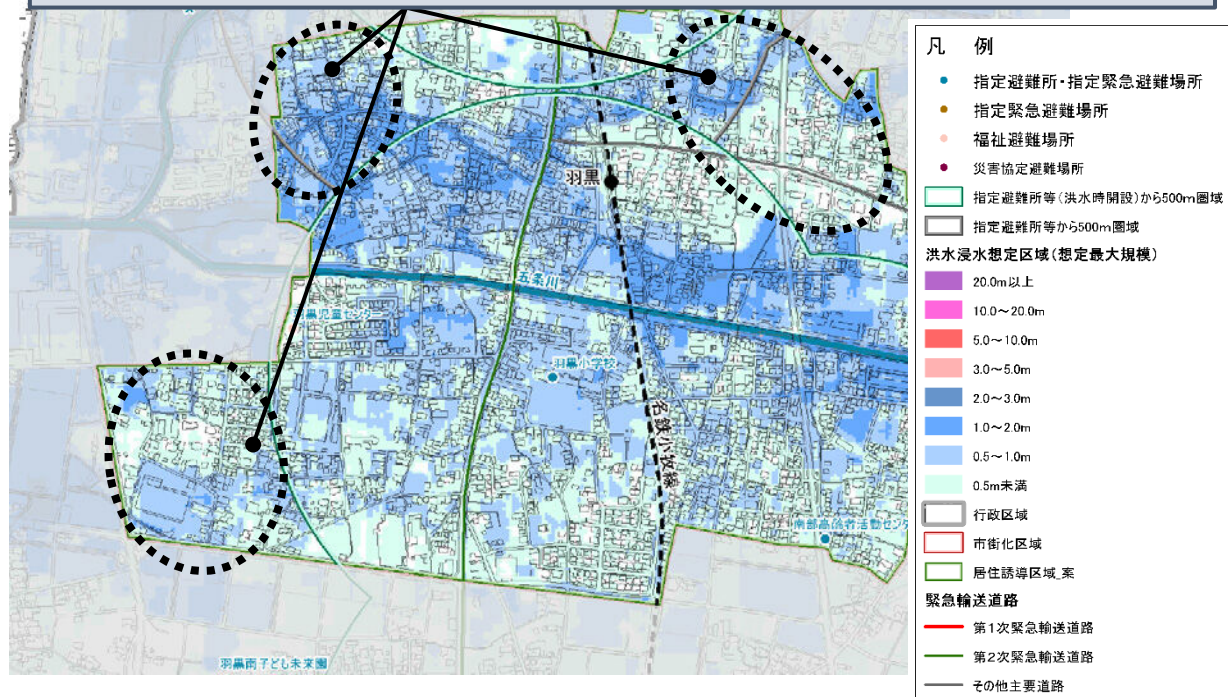 羽黒
五条川
羽黒児童センター
羽黒小学校
名鉄小牧線
南部高齢者活動センタ
羽黒南子ども未来園
凡 例
指定避難所・指定緊急避難場所
指定緊急避難場所
福祉避難場所
災害協定避難場所
指定避難所等(洪水時開設)から500m圏域
指定避難所等から500m圏域
洪水浸水想定区域(想定最大規模)
20.0m以上
10.0～20.0m
5.0～10.0m
3.0～5.0m
2.0～3.0m
1.0～2.0m
0.5～1.0m
0.5m未満
行政区域
市街化区域
居住誘導区域_案
緊急輸送道路
第1次緊急輸送道路
第2次緊急輸送道路
その他主要道路